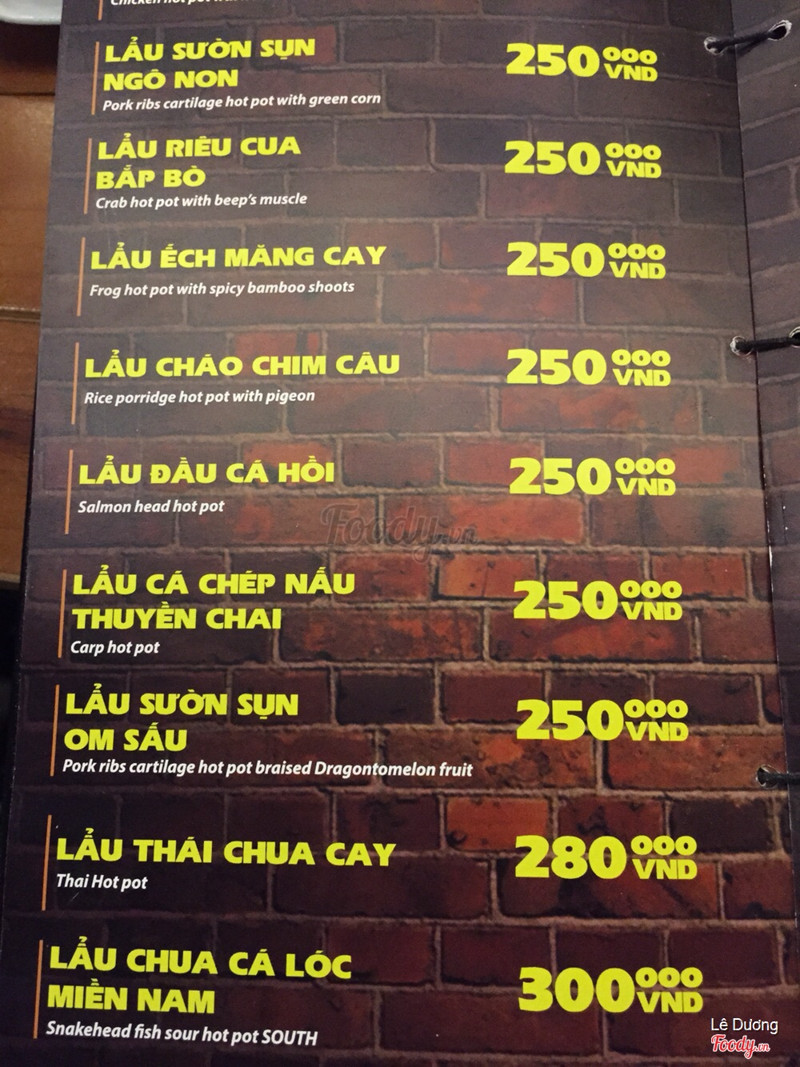 Chicken hot pot
LẨU SƯỜN SỤN
NGÔ NON
250 000 VND
Pork ribs cartilage hot pot with green corn
LẨU RIÊU CUA
BẮP BÒ
250 000 VND
Crab hot pot with beep's muscle
LẨU ẾCH MĂNG CAY
250 000 VND
Frog hot pot with spicy bamboo shoots
LẨU CHÁO CHIM CÂU
250 000 VND
Rice porridge hot pot with pigeon
LẨU ĐẦU CÁ HỒI
250 000 VND
Salmon head hot pot
Foody.vn
LẨU CÁ CHÉP NẤU
THUYỀN CHAI
250 000 VND
Carp hot pot
LẨU SƯỜN SỤN
OM SẤU
250 000 VND
Pork ribs cartilage hot pot braised Dragontomelon fruit
LẨU THÁI CHUA CAY
280 000 VND
Thai Hot pot
LẨU CHUA CÁ LÓC
MIỀN NAM
300 000 VND
Snakehead fish sour hot pot SOUTH
Lê Dương
Foody.vn